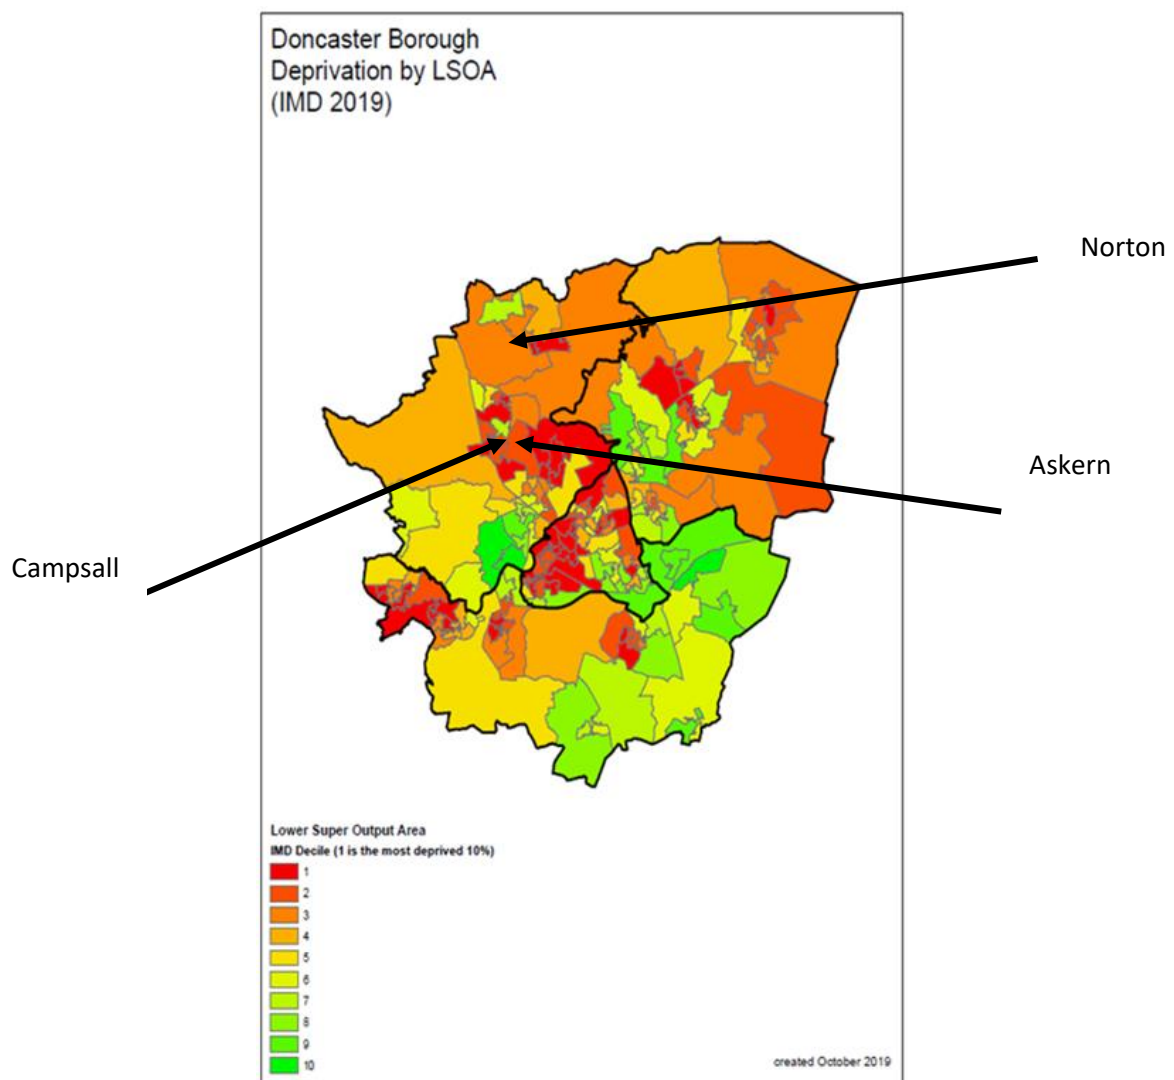 Doncaster Borough
Deprivation by LSOA
(IMD 2019)
Norton
Askern
Campsall
Lower Super Output Area
IMD Decile (1 is the most deprived 10%)
1
2
3
4
5
6
7
8
9
10
created October 2019